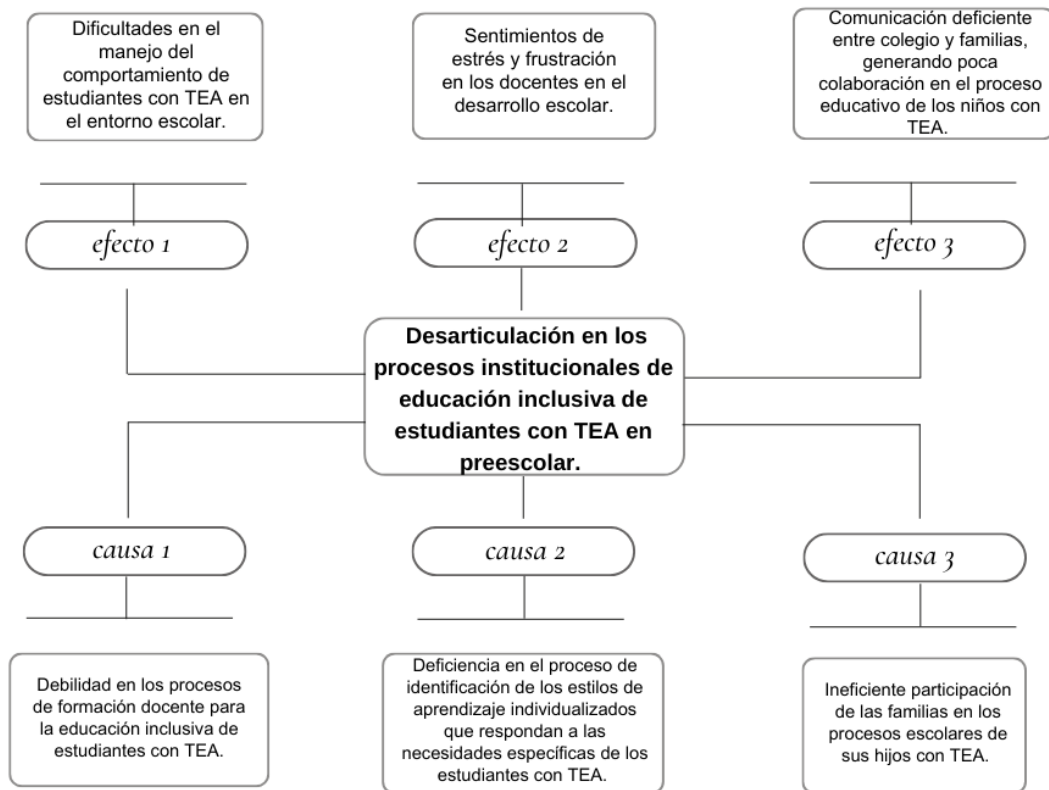 Dificultades en el
manejo del
comportamiento de
estudiantes con TEA en
el entorno escolar.
Sentimientos de
estrés y frustración
en los docentes en el
desarrollo escolar.
Comunicación deficiente
entre colegio y familias,
generando poca
colaboración en el proceso
educativo de los niños con
TEA.
efecto 1
efecto 2
efecto 3
Desarticulación en los
procesos institucionales de
educación inclusiva de
estudiantes con TEA en
preescolar.
causa 1
causa 2
causa 3
Debilidad en los procesos
de formación docente para
la educación inclusiva de
estudiantes con TEA.
Deficiencia en el proceso de
identificación de los estilos de
aprendizaje individualizados
que respondan a las
necesidades específicas de los
estudiantes con TEA.
Ineficiente participación
de las familias en los
procesos escolares de
sus hijos con TEA.